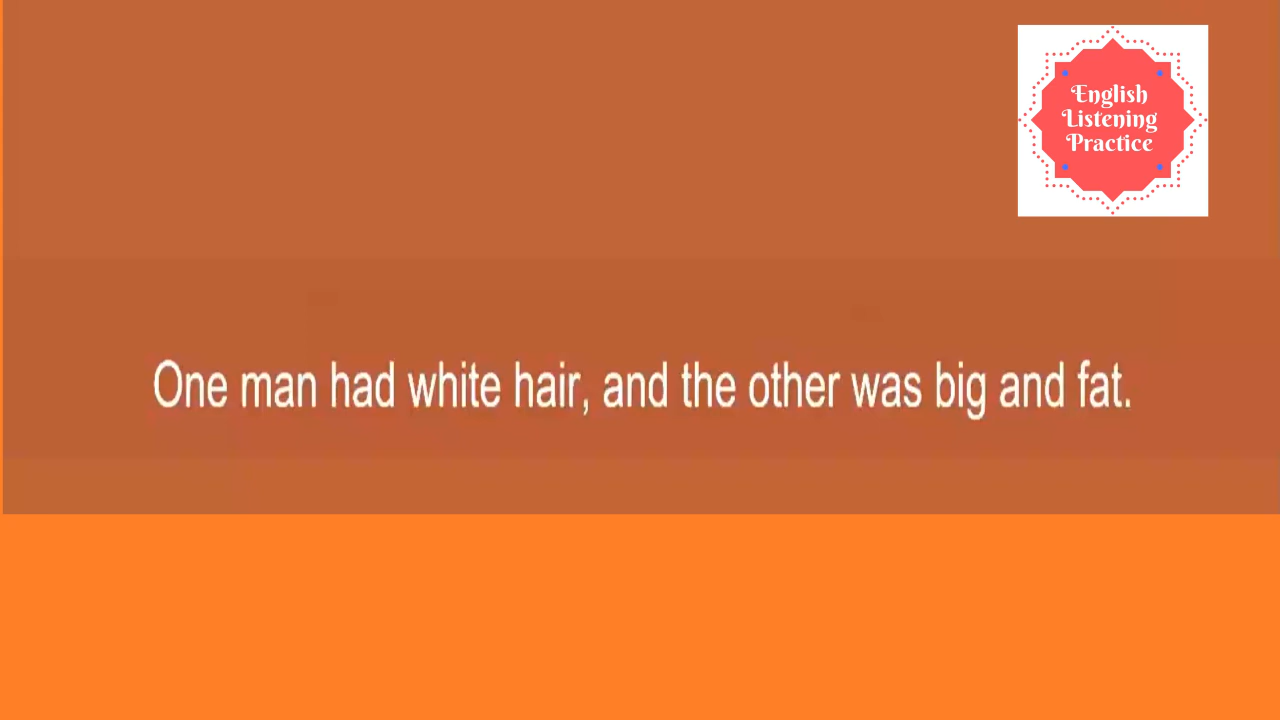 English
Listening
Practice
One man had white hair, and the other was big and fat.